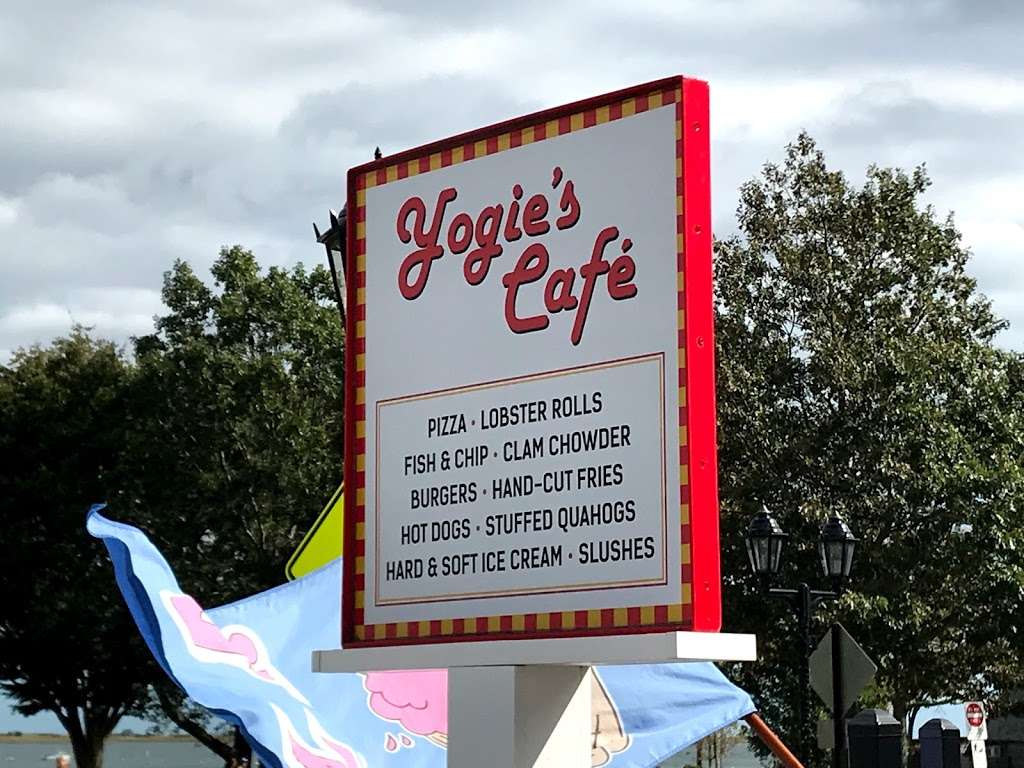 Yogie's
Café
PIZZA • LOBSTER ROLLS
FISH & CHIP • CLAM CHOWDER
BURGERS • HAND-CUT FRIES
HOT DOGS • STUFFED QUAHOGS
HARD & SOFT ICE CREAM • SLUSHES